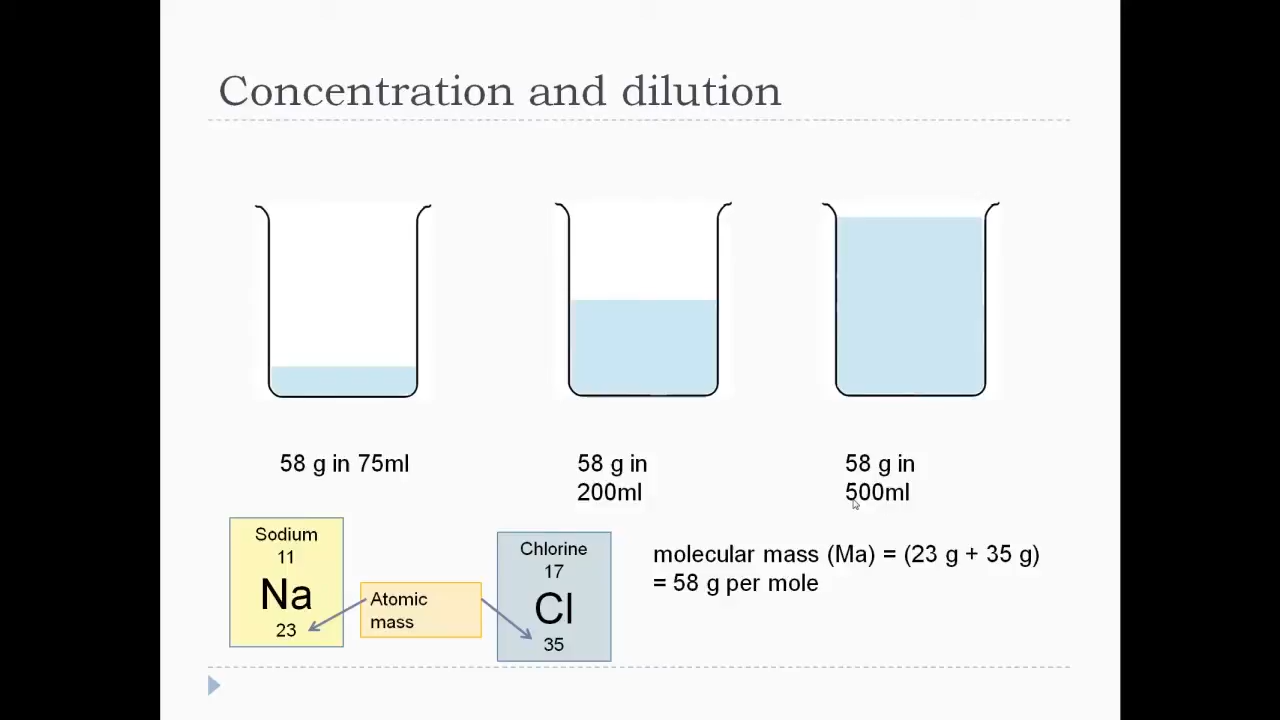 Concentration and dilution
58 g in 75ml
58 g in
200ml
58 g in
500ml
Sodium
11
Na
23
Atomic
mass
Chlorine
17
Cl
35
molecular mass (Ma) = (23 g + 35 g)
= 58 g per mole